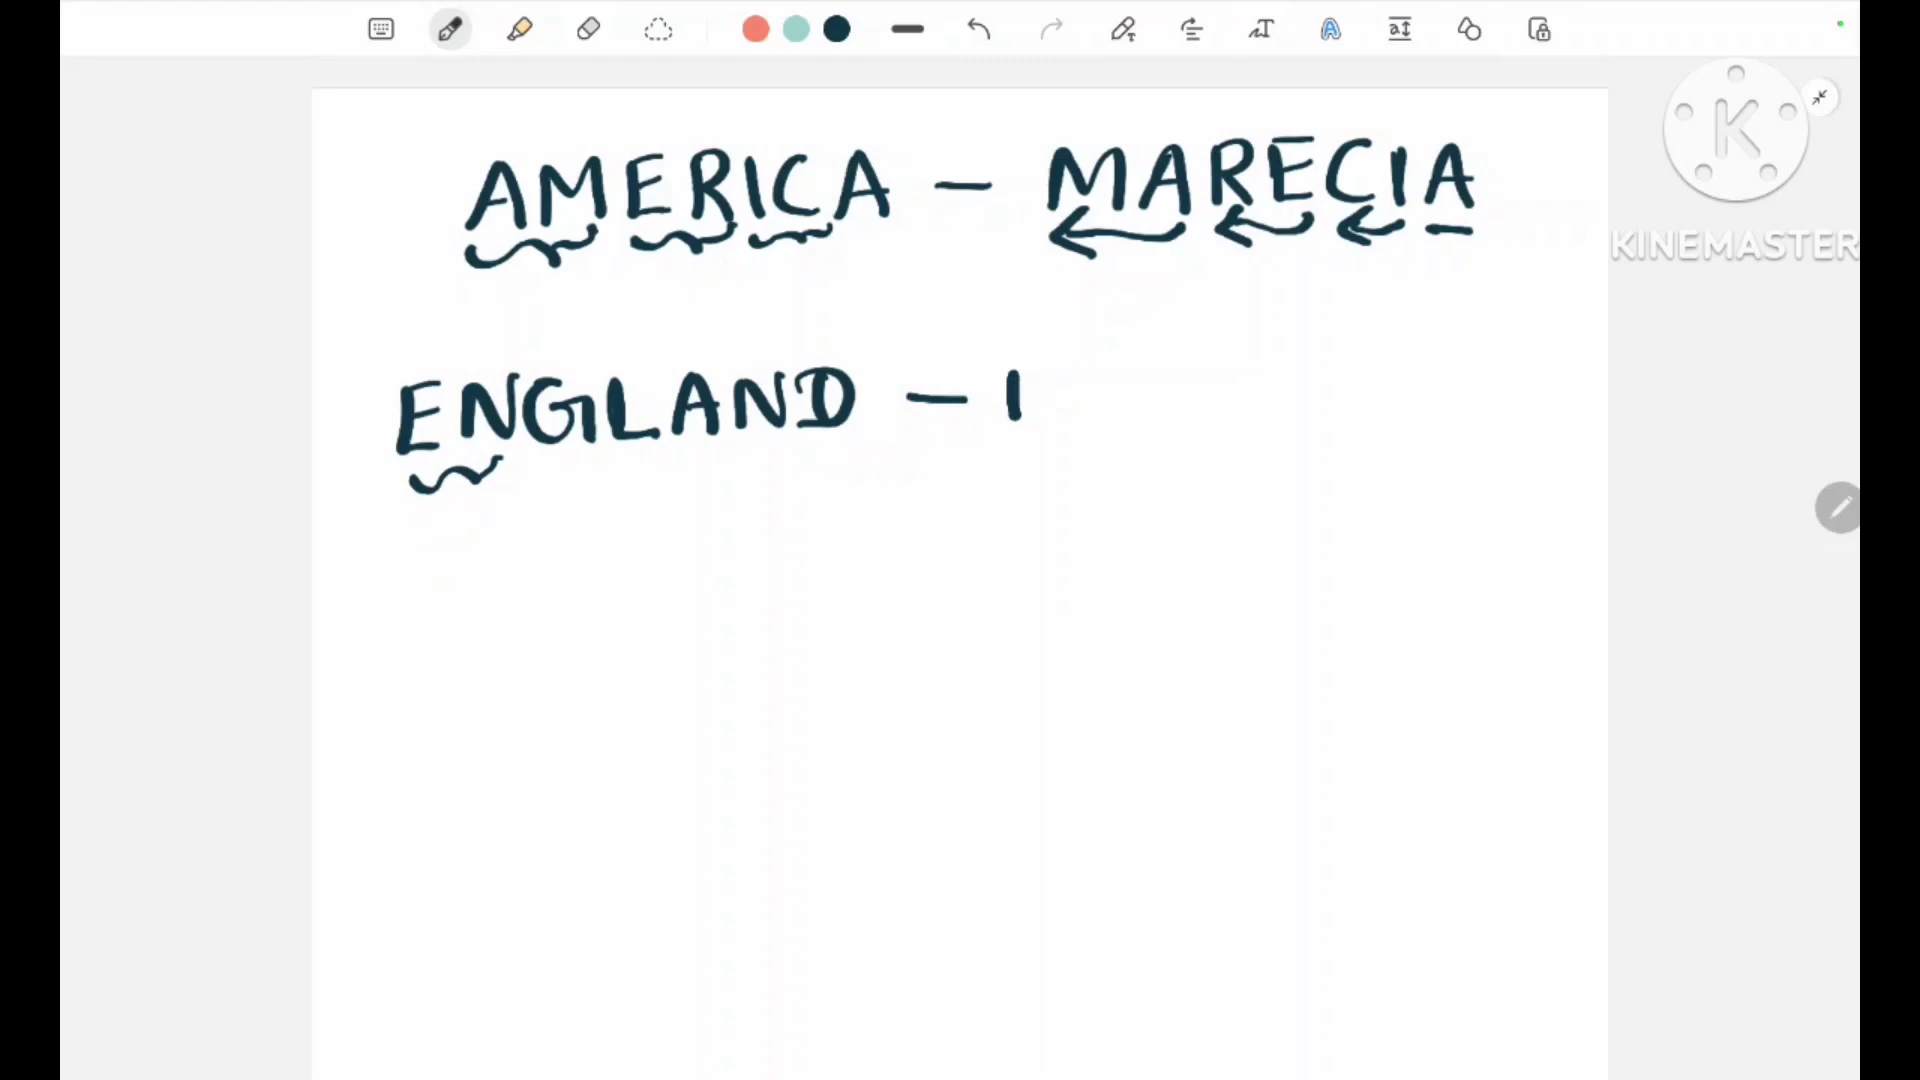 AMERICA – MARECIA
K
KINEMASTER
ENGLAND – I